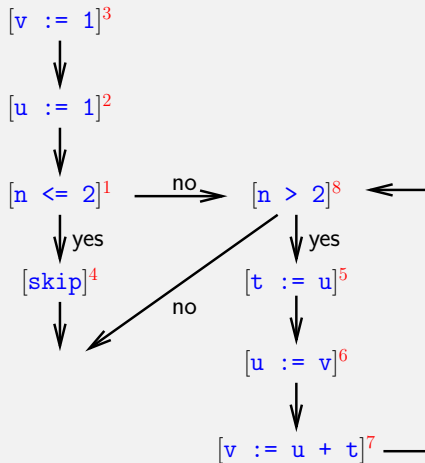 [v := 1]3
[u := 1]2
[n <= 2]1 no [n > 2]8
yes yes
[skip]4 [t := u]5
no
[u := v]6
[v := u + t]7